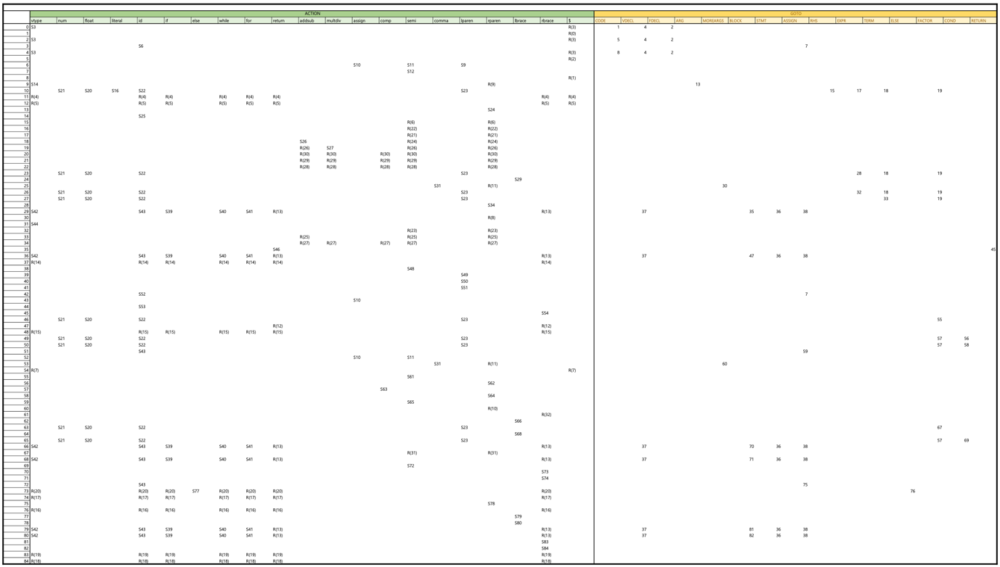 ACTION GOTO
vtype num float literal id if else while for return addsub multdiv assign comp semi comma lparen rparen lbrace rbrace $ CODE VDECL FDECL ARG MOREARGS BLOCK STMT ASSIGN RHS EXPR TERM ELSE FACTOR COND RETURN
0 S3 R(3) 1 4 2
1 R(0)
2 S3 R(3) 5 4 2
3 S6 7
4 S3 R(3) 8 4 2
5 R(2)
6 S10 S11 S9
7 S12
8 R(1)
9 S14 R(9) 13
10 S21 S20 S16 S22 S23 15 17 18 19
11 R(4) R(4) R(4) R(4) R(4) R(4) R(4) R(4)
12 R(5) R(5) R(5) R(5) R(5) R(5) R(5) R(5)
13 S24
14 S25
15 R(6) R(6)
16 R(22) R(22)
17 R(21) R(21)
18 S26 R(24) R(24)
19 R(26) S27 R(26) R(26)
20 R(30) R(30) R(30) R(30) R(30)
21 R(29) R(29) R(29) R(29) R(29)
22 R(28) R(28) R(28) R(28) R(28)
23 S21 S20 S22 S23 28 18 19
24 S29
25 S31 R(11) 30
26 S21 S20 S22 S23 32 18 19
27 S21 S20 S22 S23 33 19
28 S34
29 S42 S43 S39 S40 S41 R(13) R(13) 37 35 36 38
30 R(8)
31 S44
32 R(23) R(23)
33 R(25) R(25) R(25)
34 R(27) R(27) R(27) R(27) R(27)
35 S46 45
36 S42 S43 S39 S40 S41 R(13) R(13) 37 47 36 38
37 R(14) R(14) R(14) R(14) R(14) R(14) R(14)
38 S48
39 S49
40 S50
41 S51
42 S52 7
43 S10
44 S53
45 S54
46 S21 S20 S22 S23 55
47 R(12) R(12)
48 R(15) R(15) R(15) R(15) R(15) R(15) R(15)
49 S21 S20 S22 S23 57 56
50 S21 S20 S22 S23 57 58
51 S43 59
52 S10 S11
53 S31 R(11) 60
54 R(7) R(7)
55 S61
56 S62
57 S63
58 S64
59 S65
60 R(10)
61 R(32)
62 S66
63 S21 S20 S22 S23 67
64 S68
65 S21 S20 S22 S23 57 69
66 S42 S43 S39 S40 S41 R(13) R(13) 37 70 36 38
67 R(31) R(31)
68 S42 S43 S39 S40 S41 R(13) R(13) 37 71 36 38
69 S72
70 S73
71 S74
72 S43 75
73 R(20) R(20) R(20) S77 R(20) R(20) R(20) R(20) 76
74 R(17) R(17) R(17) R(17) R(17) R(17) R(17)
75 S78
76 R(16) R(16) R(16) R(16) R(16) R(16) R(16)
77 S79
78 S80
79 S42 S43 S39 S40 S41 R(13) R(13) 37 81 36 38
80 S42 S43 S39 S40 S41 R(13) R(13) 37 82 36 38
81 S83
82 S84
83 R(19) R(19) R(19) R(19) R(19) R(19) R(19)
84 R(18) R(18) R(18) R(18) R(18) R(18) R(18)